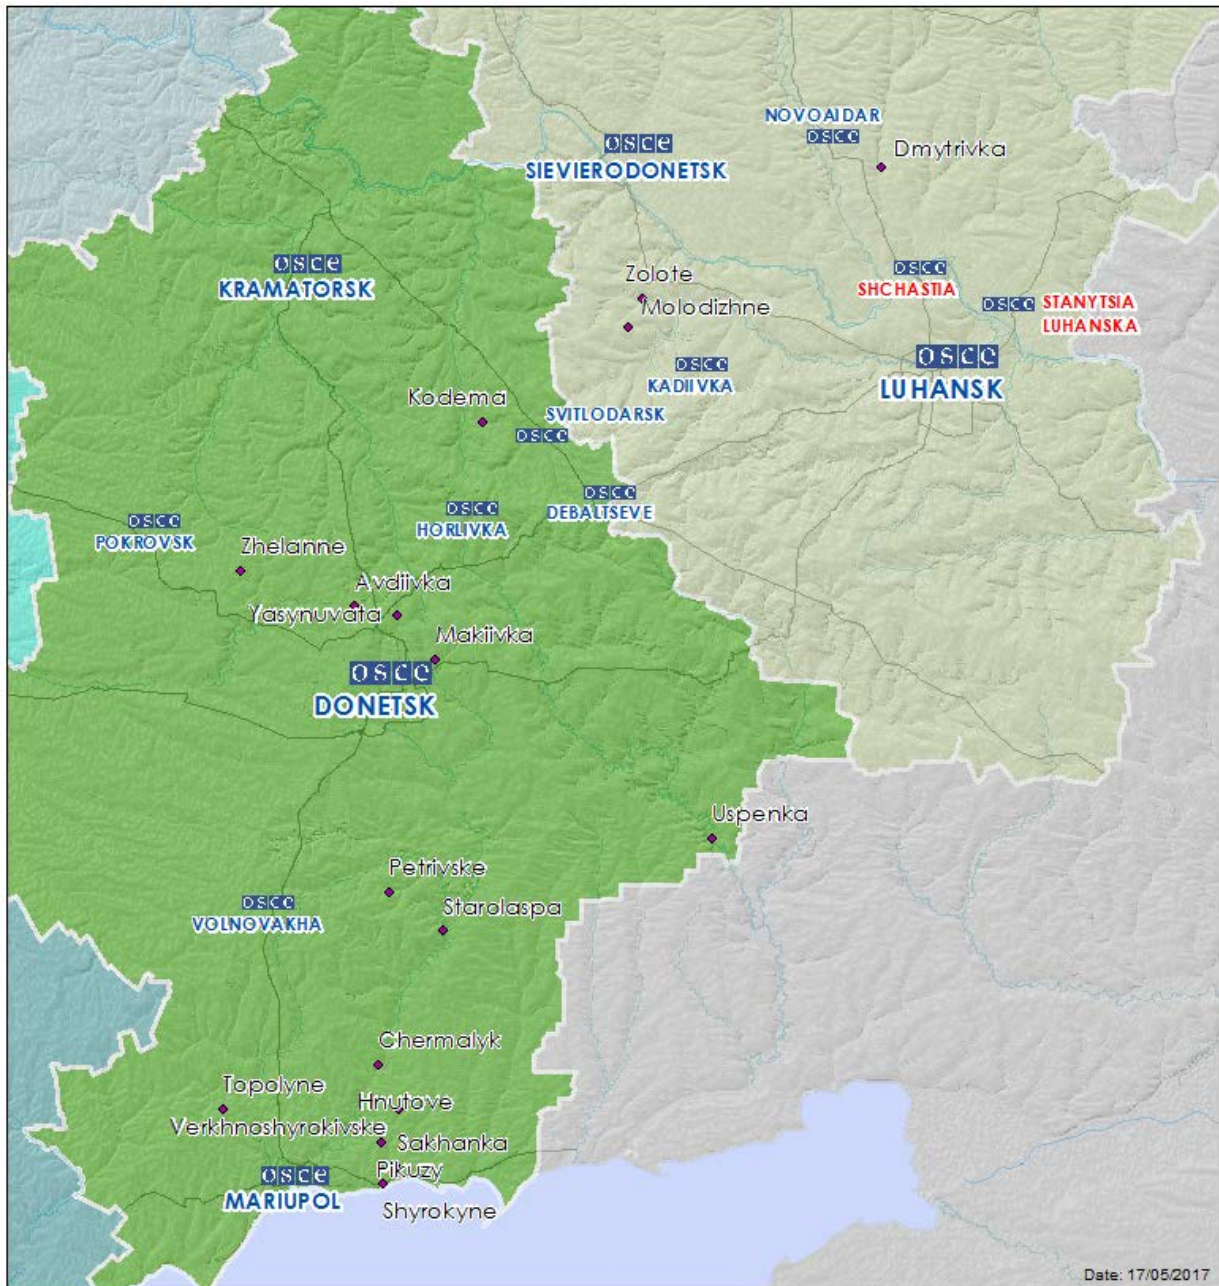 NOVOAIDAR
osce
Dmytrivka
osce
SIEVIERODONETSK
osce
KRAMATORSK
osce
SHCHASTIA
Zolote
Molodizhne
osce
STANYTSIA
LUHANSKA
osce
LUHANSK
osce
KADIIVKA
Kodema
SVITLODARSK
osce
osce
DEBALTSEVE
osce
HORLIVKA
osce
POKROVSK
Zhelanne
Avdiivka
Yasynuvata
Makiivka
osce
DONETSK
Uspenka
Petrivske
osce
VOLNOVAKHA
Starolaspa
Chermalyk
Topolyne
Hnutove
Verkhnoshyrokivske
Sakhanka
Pikuzy
osce
MARIUPOL
Shyrokyne
Date: 17/05/2017